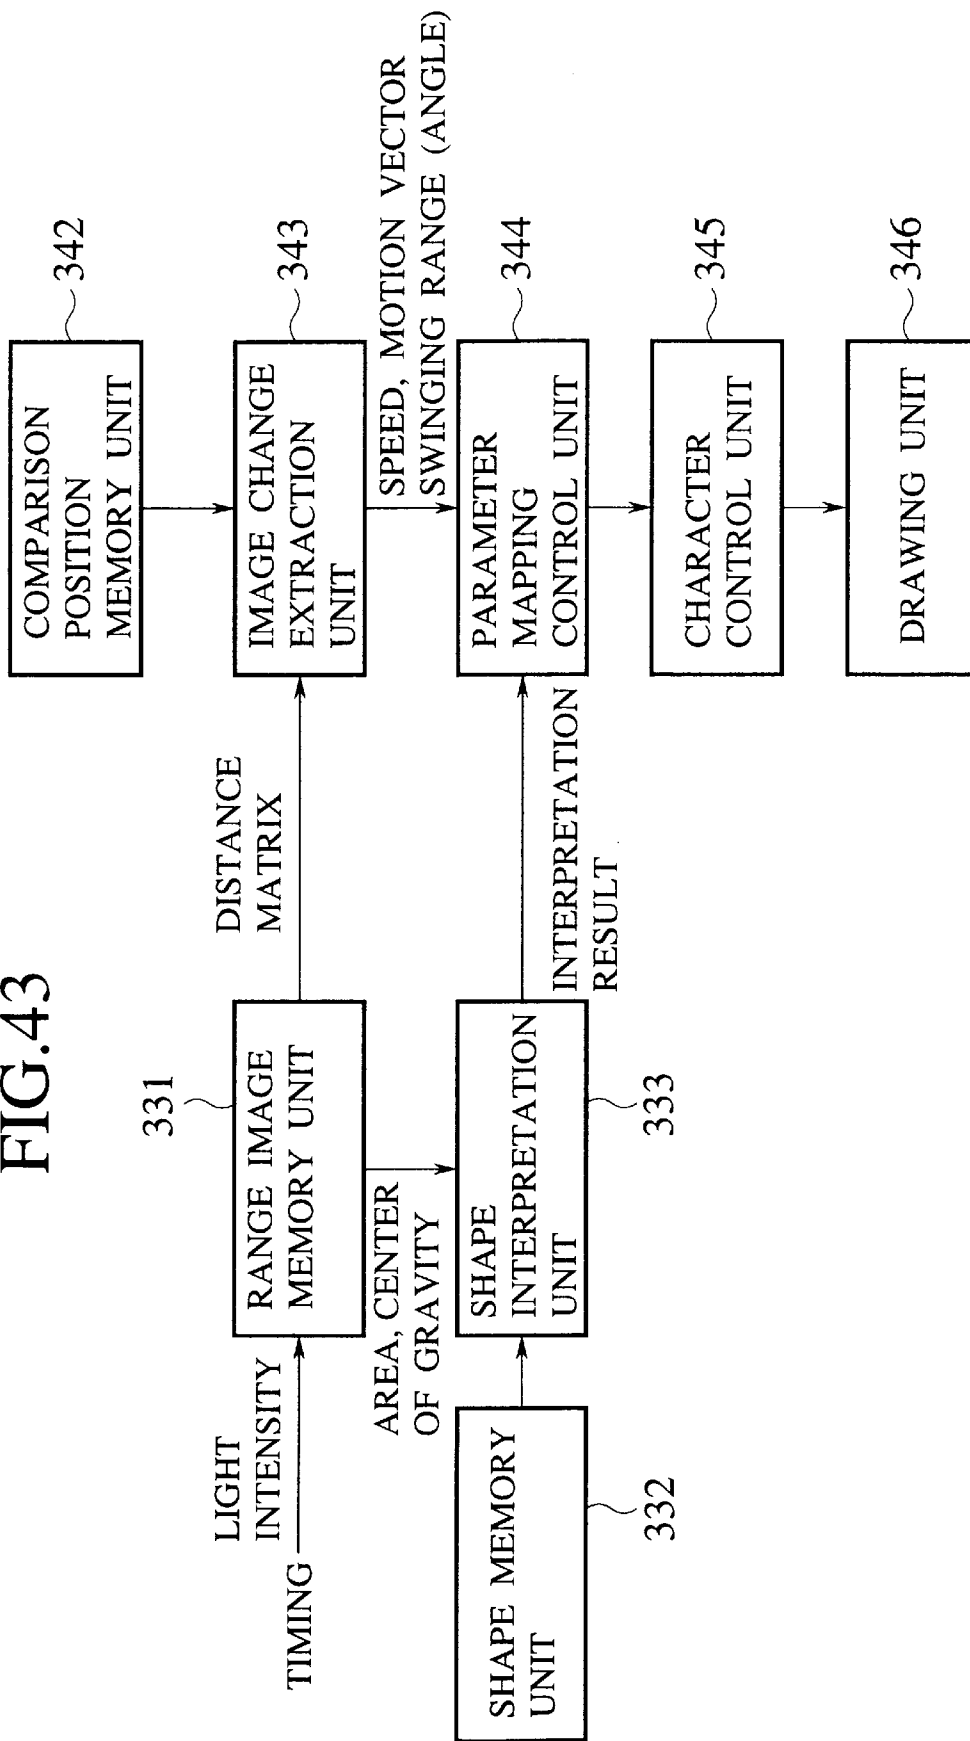 FIG.43
LIGHT
INTENSITY
TIMING
331
RANGE IMAGE
MEMORY UNIT
DISTANCE
MATRIX
COMPARISON
POSITION
MEMORY UNIT
342
IMAGE CHANGE
EXTRACTION
UNIT
343
AREA, CENTER
OF GRAVITY
SPEED, MOTION VECTOR
SWINGING RANGE (ANGLE)
SHAPE MEMORY
UNIT
332
SHAPE
INTERPRETATION
UNIT
333
INTERPRETATION
RESULT
PARAMETER
MAPPING
CONTROL UNIT
344
CHARACTER
CONTROL UNIT
345
DRAWING UNIT
346